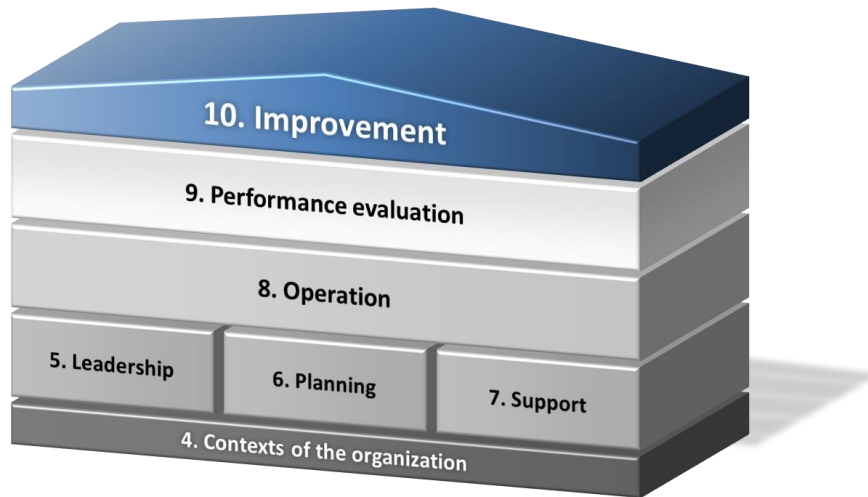 10. Improvement
9. Performance evaluation
8. Operation
5. Leadership
6. Planning
7. Support
4. Contexts of the organization